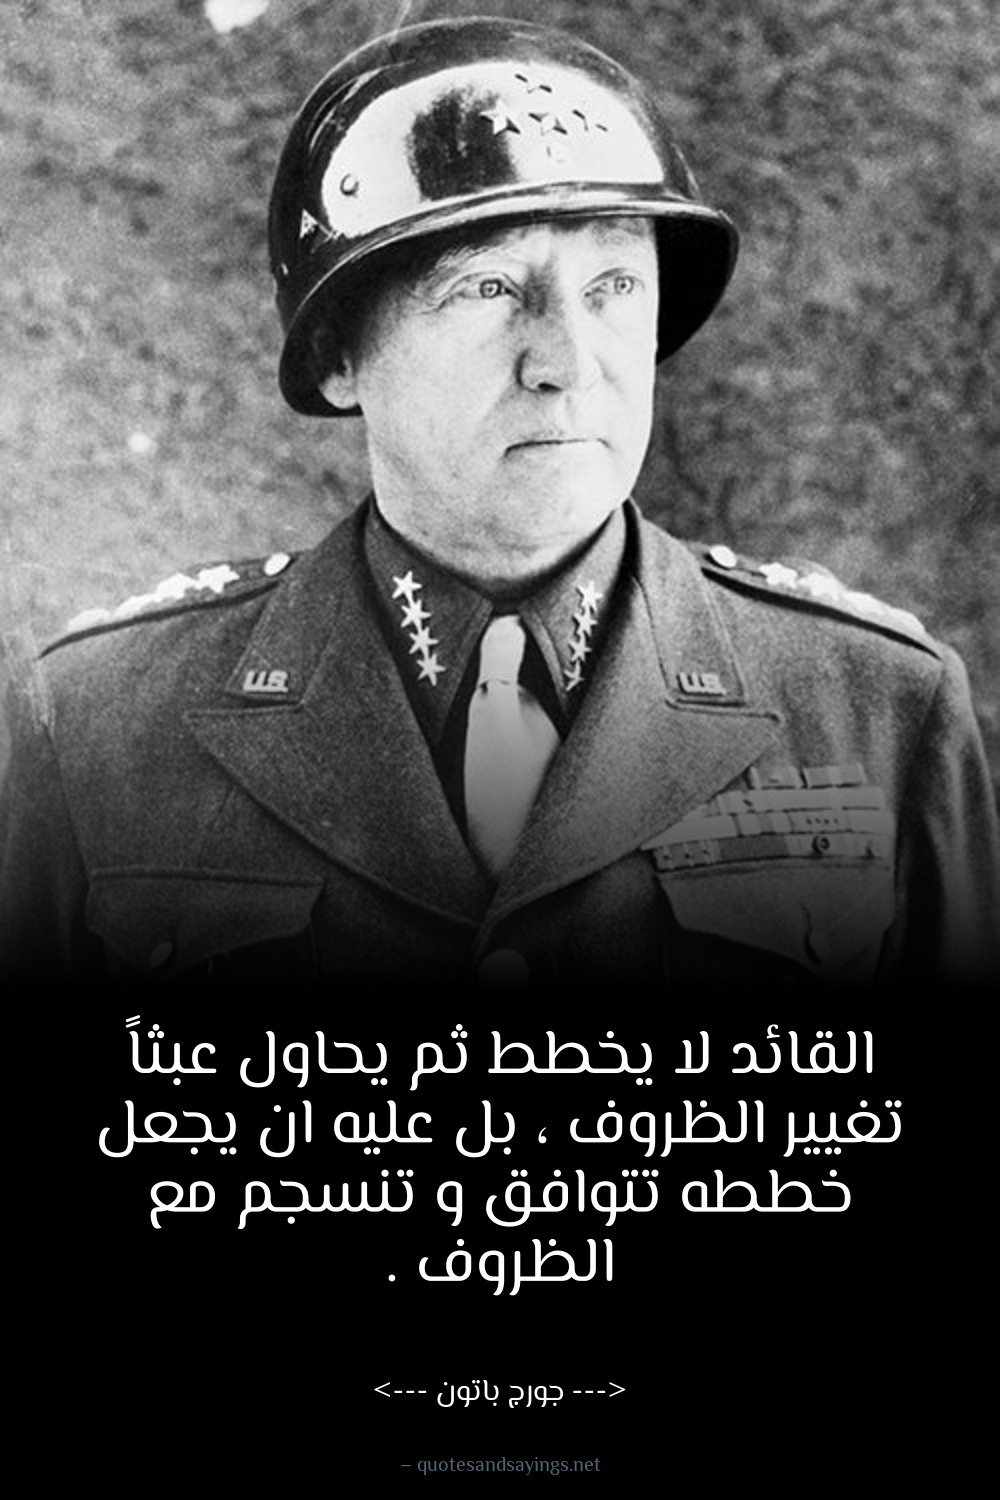 U.S.
U.S.
القائد لا يخطط ثم يحاول عبثاً
تغيير الظروف ، بل عليه ان يجعل
خططه تتوافق و تنسجم مع
الظروف .
<--- جورج باتون --->
– quotesandsayings.net